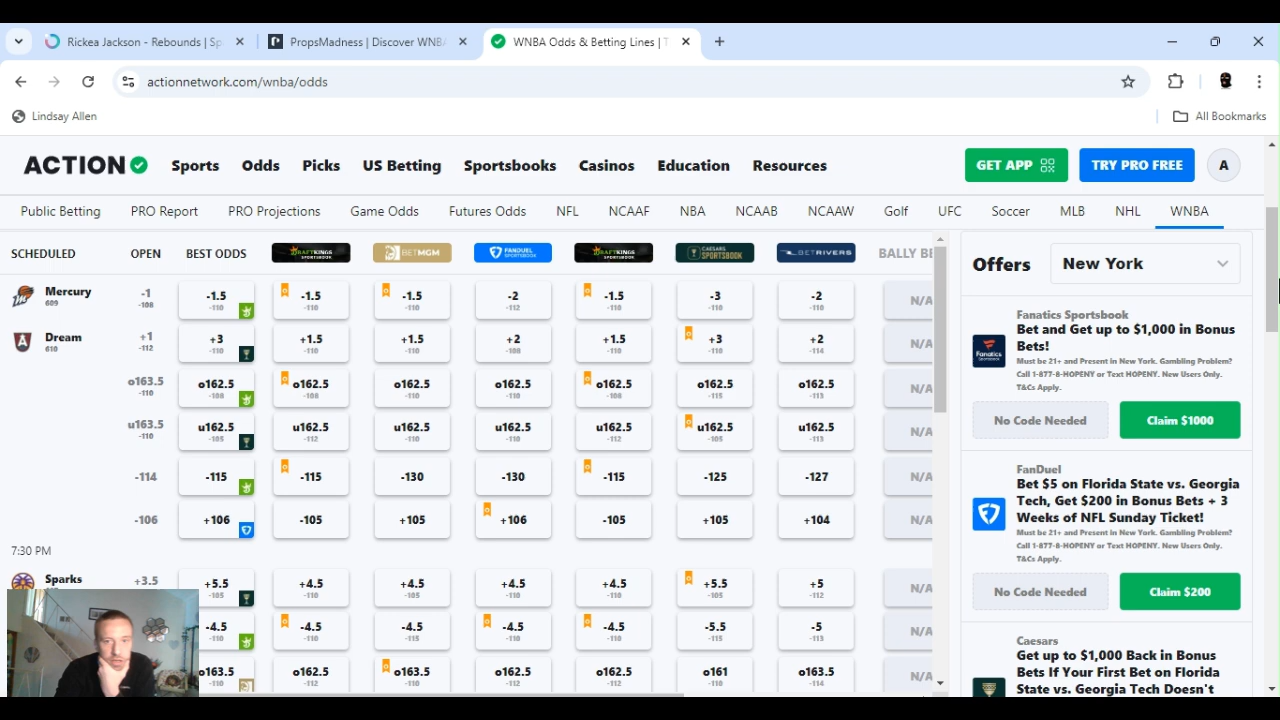 Rickea Jackson - Rebounds | Sp
PropsMadness | Discover WNBA
WNBA Odds & Betting Lines | T
actionnetwork.com/wnba/odds
Lindsay Allen
All Bookmarks
ACTION
Sports
Odds
Picks
US Betting
Sportsbooks
Casinos
Education
Resources
GET APP
TRY PRO FREE
A
Public Betting
PRO Report
PRO Projections
Game Odds
Futures Odds
NFL
NCAAF
NBA
NCAAB
NCAAW
Golf
UFC
Soccer
MLB
NHL
WNBA
SCHEDULED OPEN BEST ODDS DRAFTKINGS SPORTSBOOK BETMGM FANDUEL SPORTSBOOK DRAFTKINGS SPORTSBOOK CAESARS SPORTSBOOK BETRIVERS BALLY BE
Mercury -1 -1.5 -1.5 -1.5 -2 -1.5 -3 -2 N/A
609 -108 -110 -110 -110 -112 -110 -110 -110
Dream +1 +3 +1.5 +1.5 +2 +1.5 +3 +2 N/A
610 -112 -110 -110 -110 -108 -110 -110 -114
o163.5 o162.5 o162.5 o162.5 o162.5 o162.5 o162.5 o162.5 N/A
-110 -108 -108 -110 -110 -108 -115 -113
u163.5 u162.5 u162.5 u162.5 u162.5 u162.5 u162.5 u162.5 N/A
-110 -105 -112 -110 -110 -112 -105 -113
-114 -115 -115 -130 -130 -115 -125 -127 N/A
-106 +106 -105 +105 +106 -105 +105 +104 N/A
7:30 PM
Sparks +3.5 +5.5 +4.5 +4.5 +4.5 +4.5 +5.5 +5 N/A
-105 -110 -105 -110 -110 -105 -112
-4.5 -4.5 -4.5 -4.5 -4.5 -5.5 -5 N/A
-110 -110 -115 -110 -110 -115 -113
o163.5 o162.5 o163.5 o162.5 o162.5 o161 o163.5 N/A
-110 -112 -110 -112 -112 -110 -114
Offers
New York
Fanatics Sportsbook
Bet and Get up to $1,000 in Bonus
Bets!
Must be 21+ and Present in New York. Gambling Problem?
Call 1-877-8-HOPENY or Text HOPENY. New Users Only.
T&Cs Apply.
No Code Needed
Claim $1000
FanDuel
Bet $5 on Florida State vs. Georgia
Tech, Get $200 in Bonus Bets + 3
Weeks of NFL Sunday Ticket!
Must be 21+ and Present in New York. Gambling Problem?
Call 1-877-8-HOPENY or Text HOPENY. New Users Only.
T&Cs Apply.
No Code Needed
Claim $200
Caesars
Get up to $1,000 Back in Bonus
Bets If Your First Bet on Florida
State vs. Georgia Tech Doesn't